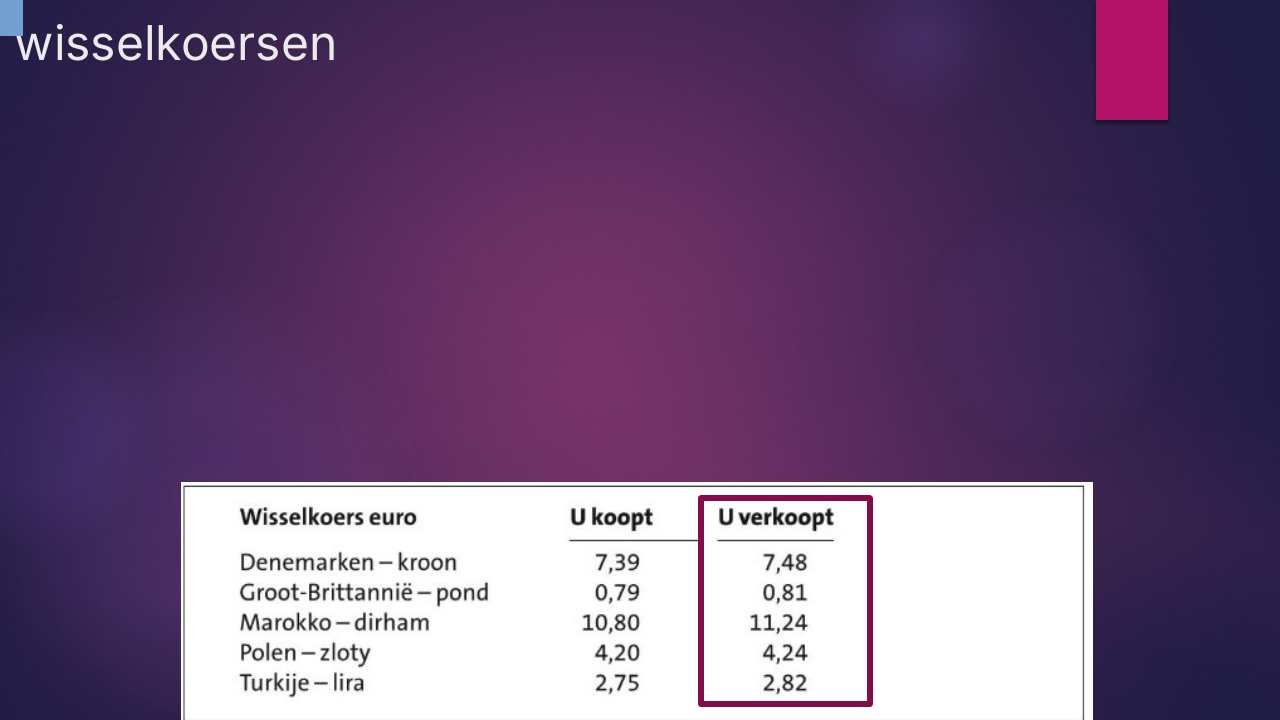 wisselkoersen
Wisselkoers euro U koopt U verkoopt
Denemarken – kroon 7,39 7,48
Groot-Brittannië – pond 0,79 0,81
Marokko – dirham 10,80 11,24
Polen – zloty 4,20 4,24
Turkije – lira 2,75 2,82